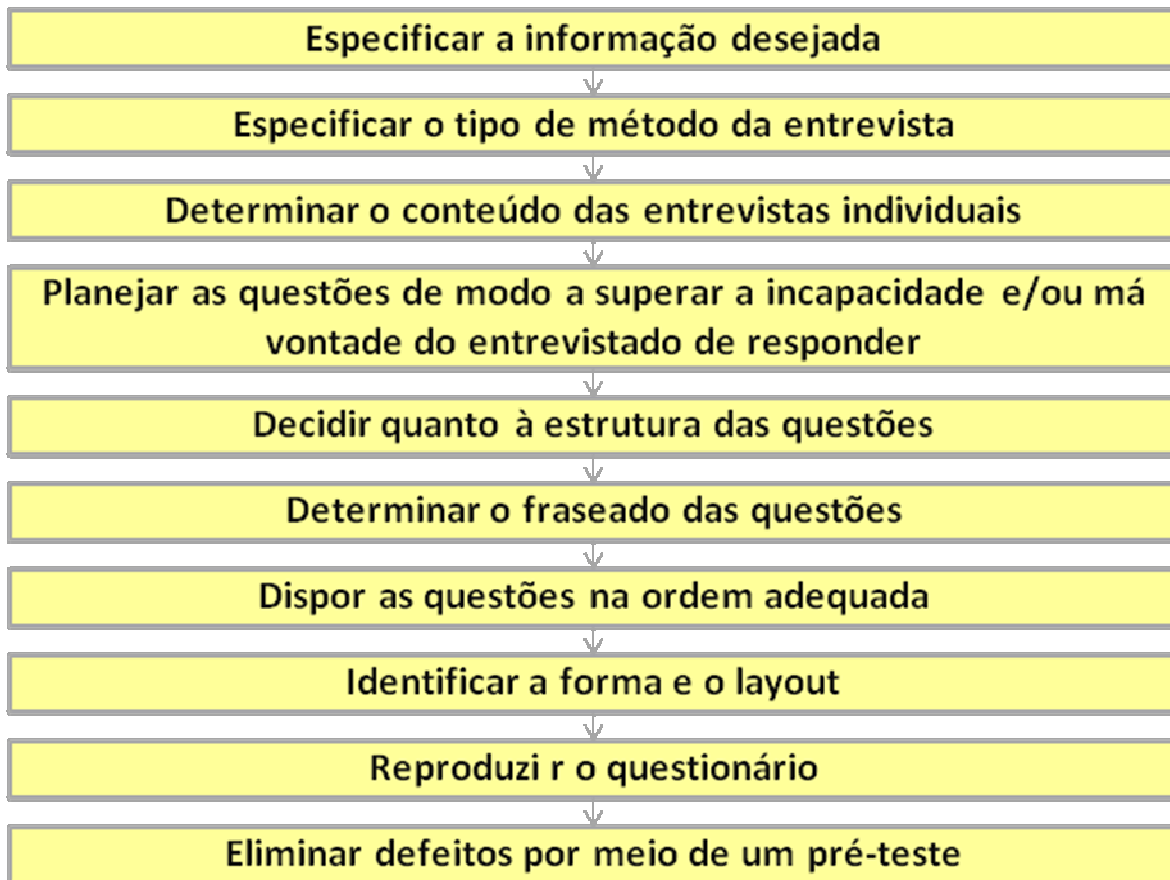 Especificar a informação desejada
Especificar o tipo de método da entrevista
Determinar o conteúdo das entrevistas individuais
Planejar as questões de modo a superar a incapacidade e/ou má
vontade do entrevistado de responder
Decidir quanto à estrutura das questões
Determinar o fraseado das questões
Dispor as questões na ordem adequada
Identificar a forma e o layout
Reproduzi r o questionário
Eliminar defeitos por meio de um pré-teste